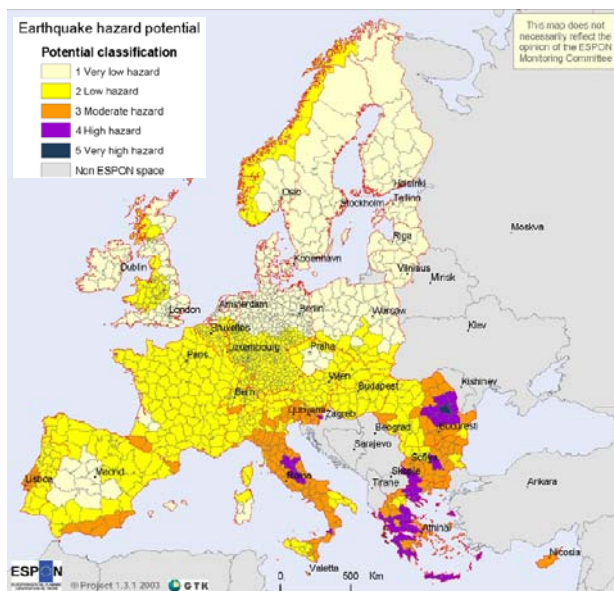 Earthquake hazard potential
Potential classification
1 Very low hazard
2 Low hazard
3 Moderate hazard
4 High hazard
5 Very high hazard
Non ESPON space
This map does not
necessarily reflect the
opinion of the ESPON
Monitoring Committee
Oslo
Helsinki
Stockholm
Tallinn
Riga
Moskva
Kobenhavn
Vilnius
Minsk
Dublin
London
Amsterdam
Berlin
Warsaw
Bruxelles
Kiev
Luxembourg
Praha
Paris
Wien
Kishinev
Bern
Budapest
Ljubljana
Zagreb
Beograd
Bucuresti
Sarajevo
Sofia
Madrid
Lisboa
Roma
Skopje
Tirane
Ankara
Athinai
Nicosia
Valetta
ESPON
© Project 1.3.1 2003
GTK
0 500 Km